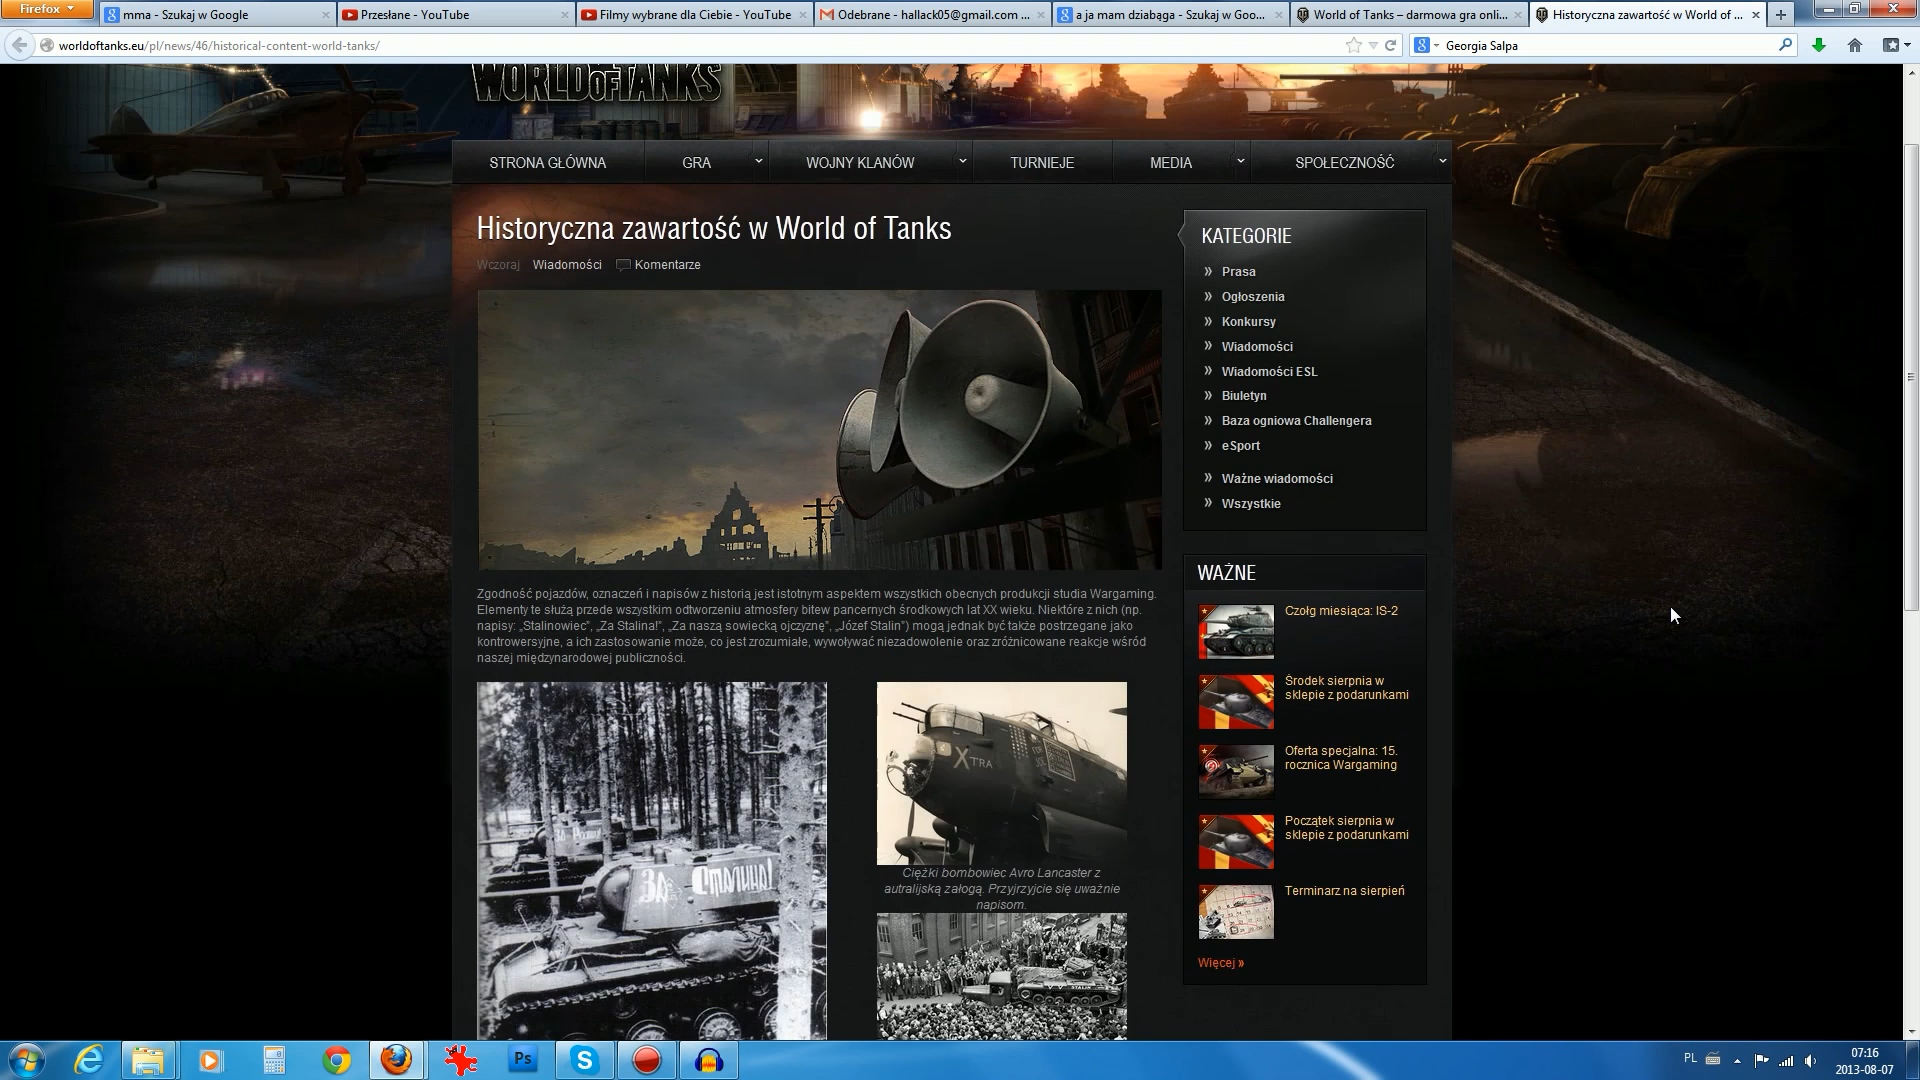 Firefox
mma - Szukaj w Google
Przesłane - YouTube
Filmy wybrane dla Ciebie - YouTube
Odebrane - hallack05@gmail.com ...
a ja mam dziabąga - Szukaj w Goo...
World of Tanks – darmowa gra onli...
Historyczna zawartość w World of ...
worldoftanks.eu/pl/news/46/historical-content-world-tanks/
Georgia Salpa
WORLD OF TANKS
STRONA GŁÓWNA
GRA
WOJNY KLANÓW
TURNIEJE
MEDIA
SPOŁECZNOŚĆ
Historyczna zawartość w World of Tanks
Wczoraj Wiadomości Komentarze
Zgodność pojazdów, oznaczeń i napisów z historią jest istotnym aspektem wszystkich obecnych produkcji studia Wargaming.
Elementy te służą przede wszystkim odtworzeniu atmosfery bitew pancernych środkowych lat XX wieku. Niektóre z nich (np.
napisy: „Stalinowiec”, „Za Stalina!”, „Za naszą sowiecką ojczyznę”, „Józef Stalin”) mogą jednak być także postrzegane jako
kontrowersyjne, a ich zastosowanie może, co jest zrozumiałe, wywoływać niezadowolenie oraz zróżnicowane reakcje wśród
naszej międzynarodowej publiczności.
ЗА Сталина!
X TRA
Ciężki bombowiec Avro Lancaster z
autralijską załogą. Przyjrzyjcie się uważnie
napisom.
STALIN
KATEGORIE
Prasa
Ogłoszenia
Konkursy
Wiadomości
Wiadomości ESL
Biuletyn
Baza ogniowa Challengera
eSport
Ważne wiadomości
Wszystkie
WAŻNE
Czołg miesiąca: IS-2
Środek sierpnia w
sklepie z podarunkami
Oferta specjalna: 15.
rocznica Wargaming
Początek sierpnia w
sklepie z podarunkami
Terminarz na sierpień
Więcej »
Ps
PL
07:16
2013-08-07